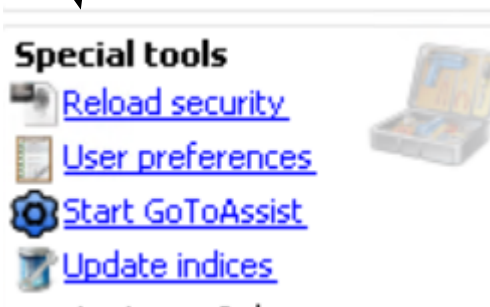 Special tools
Reload security
User preferences
Start GoToAssist
Update indices